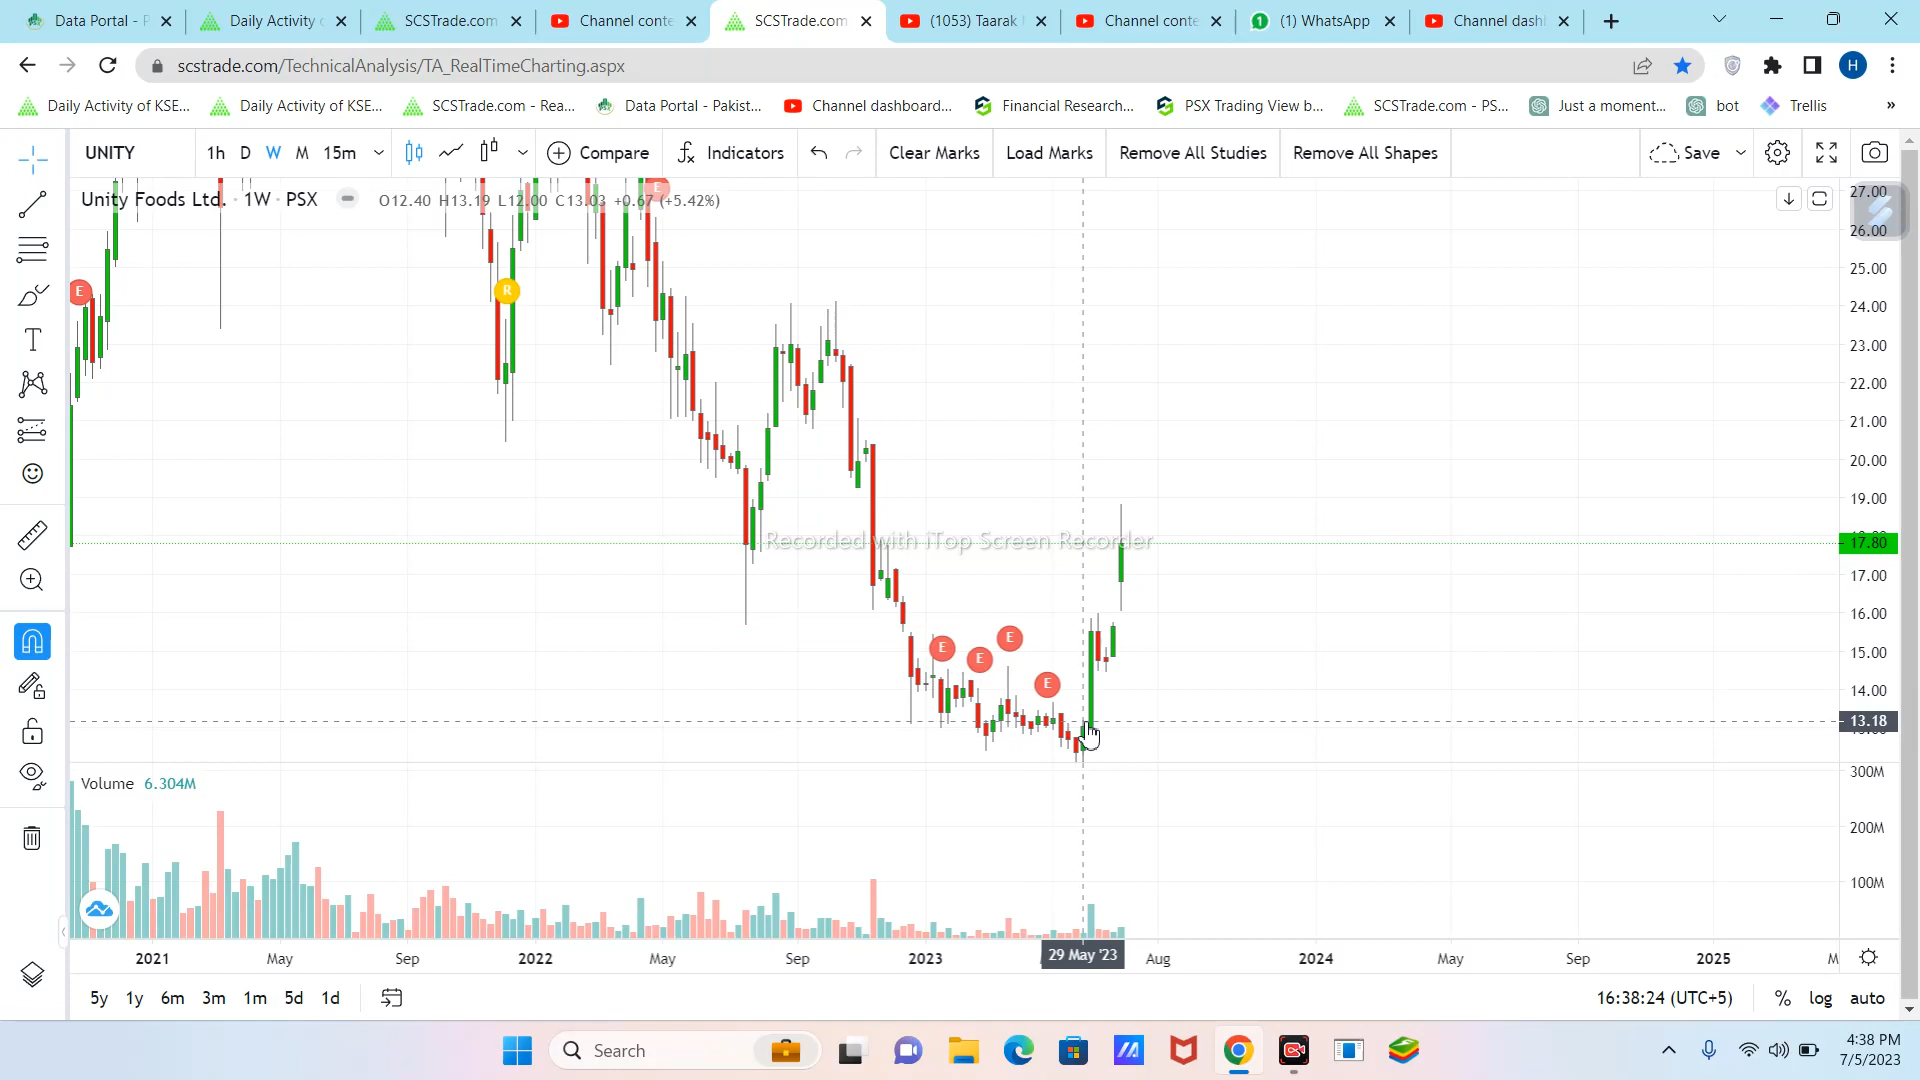 Data Portal - P
Daily Activity o
SCSTrade.com
Channel conte
SCSTrade.com
(1053) Taarak
Channel conte
(1) WhatsApp
Channel dash
scstrade.com/TechnicalAnalysis/TA_RealTimeCharting.aspx
H
Daily Activity of KSE...
Daily Activity of KSE...
SCSTrade.com - Rea...
Data Portal - Pakist...
Channel dashboard...
Financial Research...
PSX Trading View b...
SCSTrade.com - PS...
Just a moment...
bot
Trellis
»
UNITY
1h D W M 15m
Compare
Indicators
Clear Marks
Load Marks
Remove All Studies
Remove All Shapes
Save
Unity Foods Ltd. · 1W · PSX
O12.40 H13.19 L12.00 C13.03 +0.67 (+5.42%)
E
E
R
E
E
E
E
27.00
26.00
25.00
24.00
23.00
22.00
21.00
20.00
19.00
17.80
17.00
16.00
15.00
14.00
13.18
Recorded with iTop Screen Recorder
Volume 6.304M
300M
200M
100M
2021 May Sep 2022 May Sep 2023 29 May '23 Aug 2024 May Sep 2025 M
5y 1y 6m 3m 1m 5d 1d
16:38:24 (UTC+5)
% log auto
Search
4:38 PM
7/5/2023